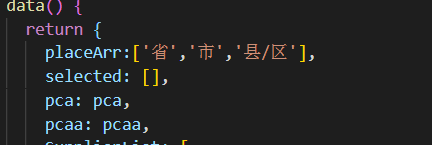 data() {
return {
placeArr:['省','市','县/区'],
selected: [],
pca: pca,
pcaa: pcaa,